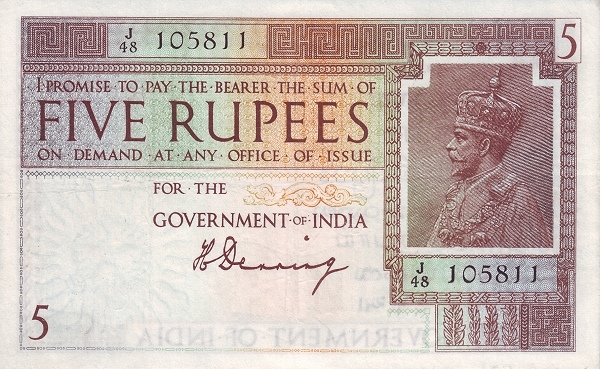 J/48 105811 5
I PROMISE TO PAY · THE · BEARER · THE · SUM · OF
FIVE RUPEES
ON · DEMAND · AT · ANY · OFFICE · OF · ISSUE
FOR · THE
GOVERNMENT · OF · INDIA
H Denning
J/48 105811
5